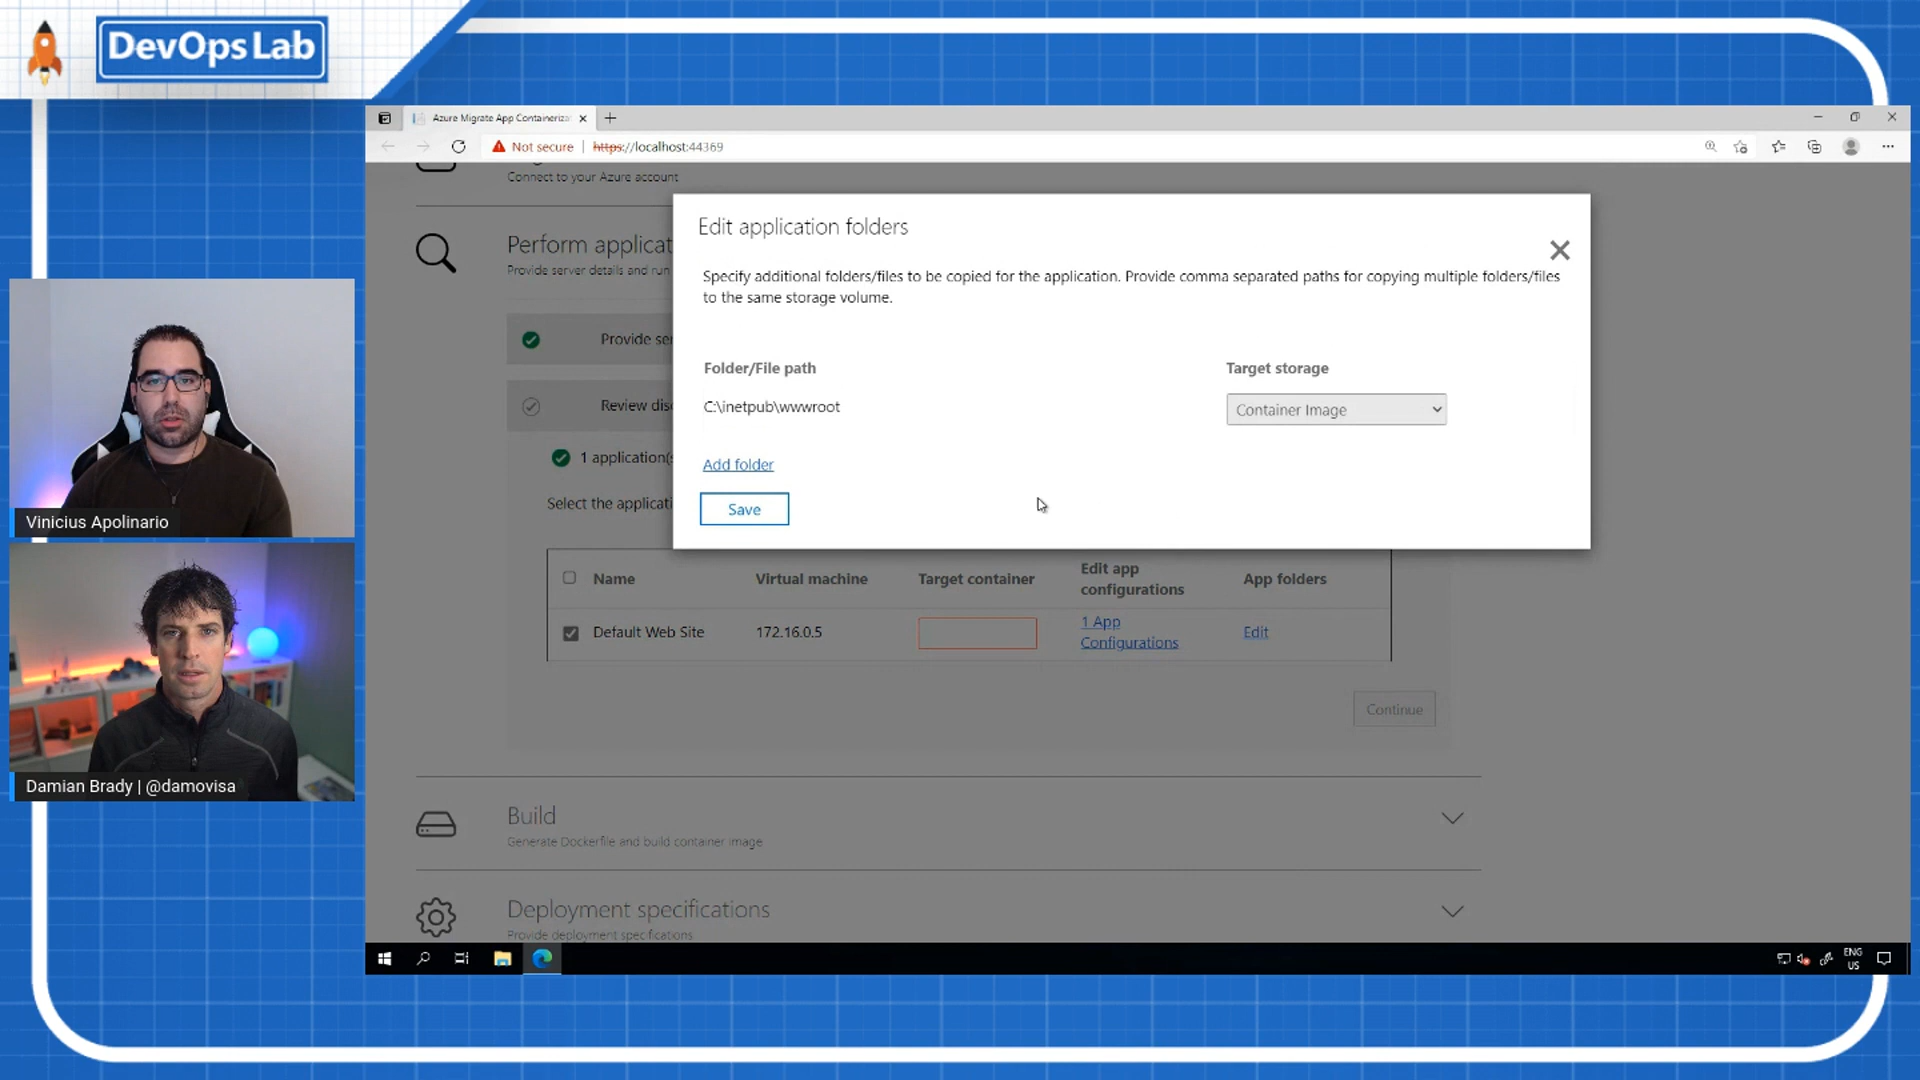 DevOps Lab
Azure Migrate App Containeriza
Not secure
https://localhost:44369
Connect to your Azure account
Perform applicat
Provide server details and run
Provide ser
Review disc
1 application(s
Select the applicati
Edit application folders
Specify additional folders/files to be copied for the application. Provide comma separated paths for copying multiple folders/files
to the same storage volume.
Folder/File path
Target storage
C:\inetpub\wwwroot
Container Image
Add folder
Save
Name
Virtual machine
Target container
Edit app
configurations
App folders
Default Web Site
172.16.0.5
1 App
Configurations
Edit
Continue
Build
Generate Dockerfile and build container image
Deployment specifications
Provide deployment specifications
ENG
US
Vinicius Apolinario
Damian Brady | @damovisa